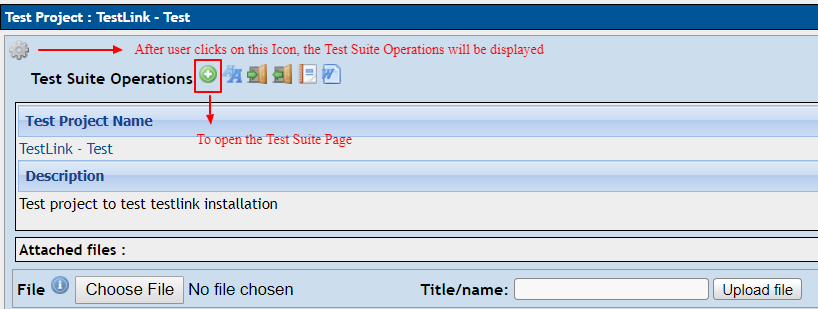 Test Project : TestLink - Test
After user clicks on this Icon, the Test Suite Operations will be displayed
Test Suite Operations
To open the Test Suite Page
Test Project Name
TestLink - Test
Description
Test project to test testlink installation
Attached files :
File i Choose File No file chosen Title/name: Upload file